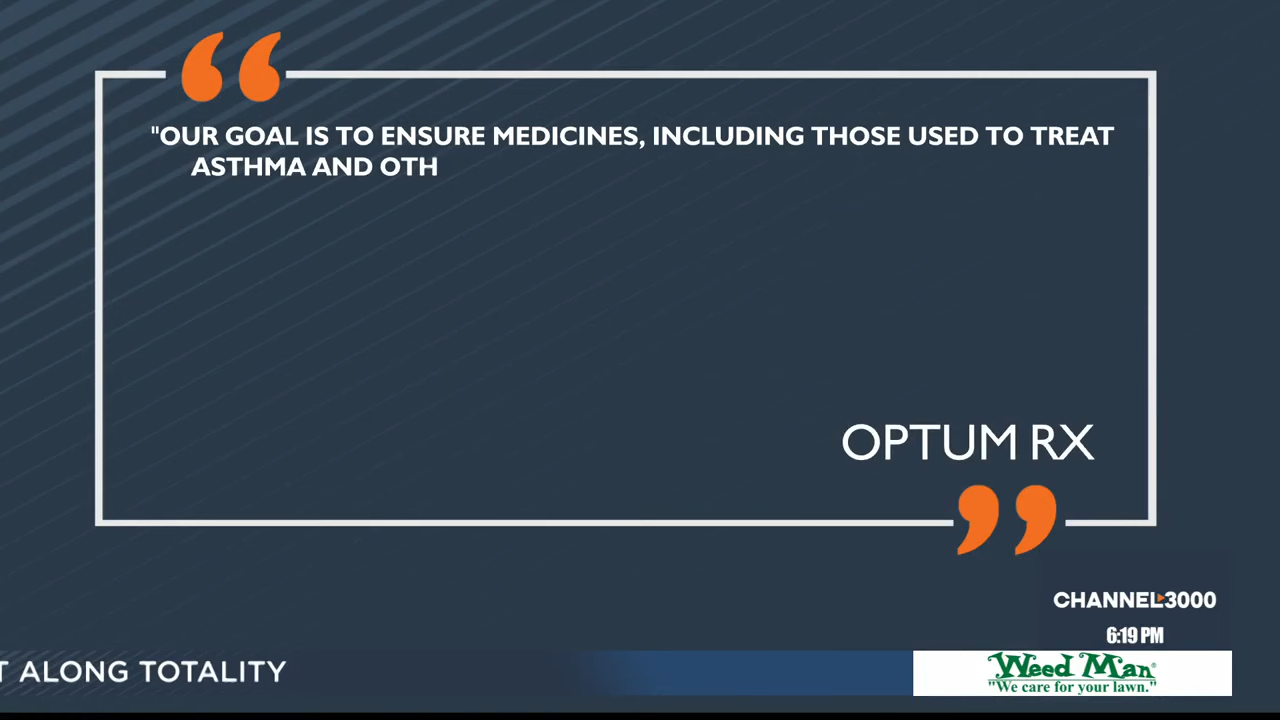 "OUR GOAL IS TO ENSURE MEDICINES, INCLUDING THOSE USED TO TREAT
ASTHMA AND OTH
OPTUM RX
CHANNEL3000
6:19 PM
T ALONG TOTALITY
Weed Man®
"We care for your lawn."